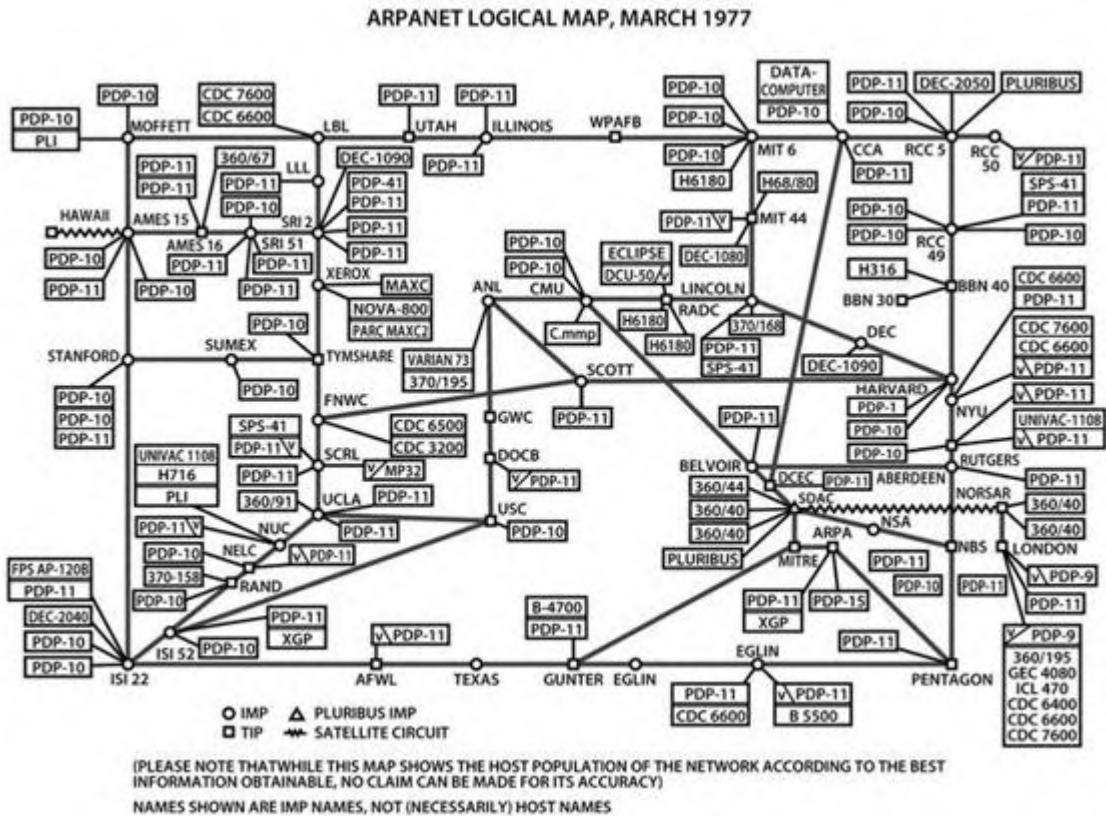 ARPANET LOGICAL MAP, MARCH 1977
PDP-10
PLI
PDP-10
MOFFETT
CDC 7600
CDC 6600
LBL
PDP-11
UTAH
PDP-11
ILLINOIS
PDP-11
WPAFB
PDP-10
PDP-10
PDP-10
H6180
MIT 6
DATA-
COMPUTER
PDP-10
CCA
PDP-11
PDP-11
PDP-10
DEC-2050
PLURIBUS
RCC 5
RCC
50
V PDP-11
LLL
HAWAII
AMES 15
PDP-11
PDP-11
360/67
AMES 16
PDP-10
PDP-11
PDP-10
PDP-11
PDP-10
PDP-11
SRI 51
PDP-11
PDP-11
SRI 2
DEC-1090
PDP-41
PDP-11
PDP-11
PDP-11
H68/80
PDP-11 V
MIT 44
DEC-1080
SPS-41
PDP-11
PDP-10
PDP-10
PDP-10
RCC
49
XEROX
MAXC
NOVA-800
PARC MAXC2
ANL
VARIAN 73
370/195
PDP-10
PDP-10
CMU
C.mmp
ECLIPSE
DCU-50/V
RADC
H6180
H6180
LINCOLN
370/168
PDP-11
SPS-41
H316
BBN 40
BBN 30
DEC
DEC-1090
CDC 6600
PDP-11
CDC 7600
CDC 6600
V PDP-11
V PDP-11
UNIVAC-1108
V PDP-11
STANFORD
PDP-10
PDP-10
PDP-11
SUMEX
PDP-10
PDP-10
TYMSHARE
SCOTT
PDP-11
HARVARD
PDP-1
PDP-10
NYU
PDP-10
ABERDEEN
RUTGERS
PDP-11
FNWC
CDC 6500
CDC 3200
GWC
DOCB
V PDP-11
SPS-41
PDP-11 V
PDP-11
SCRL
V MP32
360/91
UCLA
PDP-11
PDP-11
USC
PDP-10
UNIVAC 1108
H716
PLI
PDP-11 V
NUC
PDP-10
NELC
V PDP-11
370-158
PDP-10
RAND
PDP-11
BELVOIR
DCEC
PDP-11
360/44
360/40
360/40
PLURIBUS
SDAC
NORSAR
360/40
360/40
NSA
NBS
PDP-11
PDP-10
PDP-11
LONDON
V PDP-9
PDP-11
V PDP-9
360/195
GEC 4080
ICL 470
CDC 6400
CDC 6600
CDC 7600
MITRE
ARPA
PDP-11
XGP
PDP-15
FPS AP-120B
PDP-11
DEC-2040
PDP-10
PDP-10
ISI 22
ISI 52
PDP-11
XGP
PDP-10
V PDP-11
AFWL
TEXAS
B-4700
PDP-11
GUNTER
EGLIN
EGLIN
PDP-11
CDC 6600
V PDP-11
B 5500
PDP-11
PENTAGON
IMP
PLURIBUS IMP
TIP
SATELLITE CIRCUIT
(PLEASE NOTE THATWHILE THIS MAP SHOWS THE HOST POPULATION OF THE NETWORK ACCORDING TO THE BEST
INFORMATION OBTAINABLE, NO CLAIM CAN BE MADE FOR ITS ACCURACY)
NAMES SHOWN ARE IMP NAMES, NOT (NECESSARILY) HOST NAMES